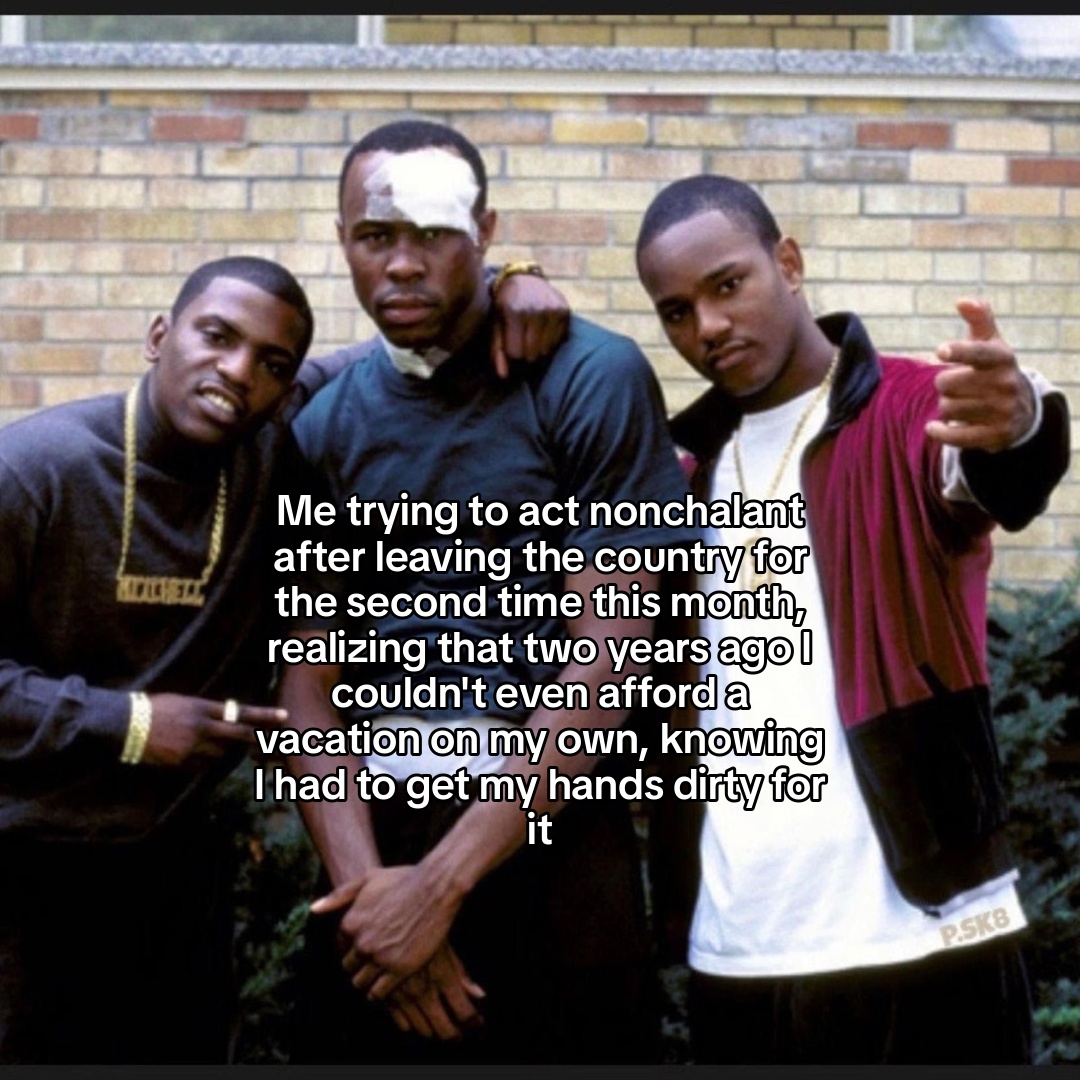 MITCHELL
Me trying to act nonchalant
after leaving the country for
the second time this month,
realizing that two years ago I
couldn't even afford a
vacation on my own, knowing
I had to get my hands dirty for
it
P.SK8